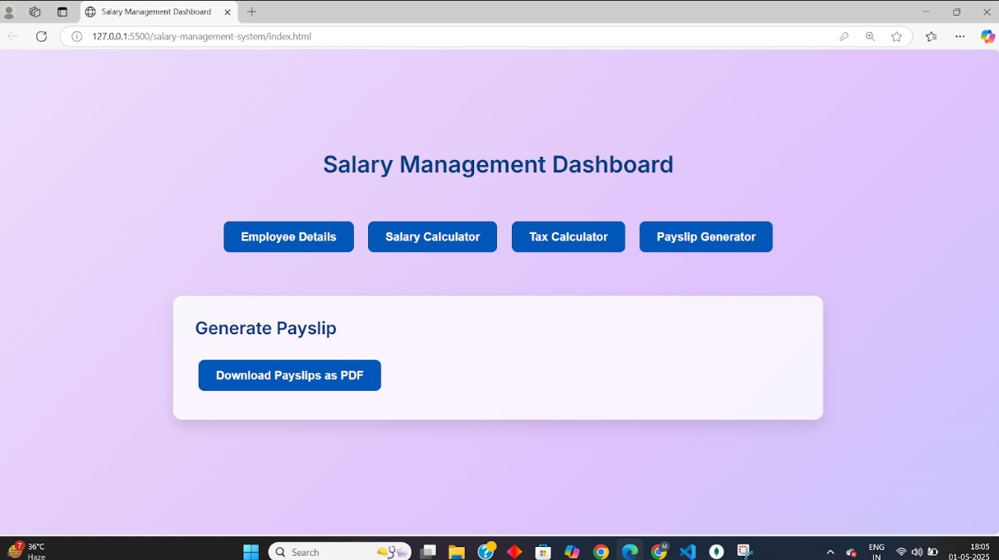 Salary Management Dashboard
127.0.0.1:5500/salary-management-system/index.html
Salary Management Dashboard
Employee Details
Salary Calculator
Tax Calculator
Payslip Generator
Generate Payslip
Download Payslips as PDF
7
36°C
Haze
Search
M
ENG
IN
18:05
01-05-2025